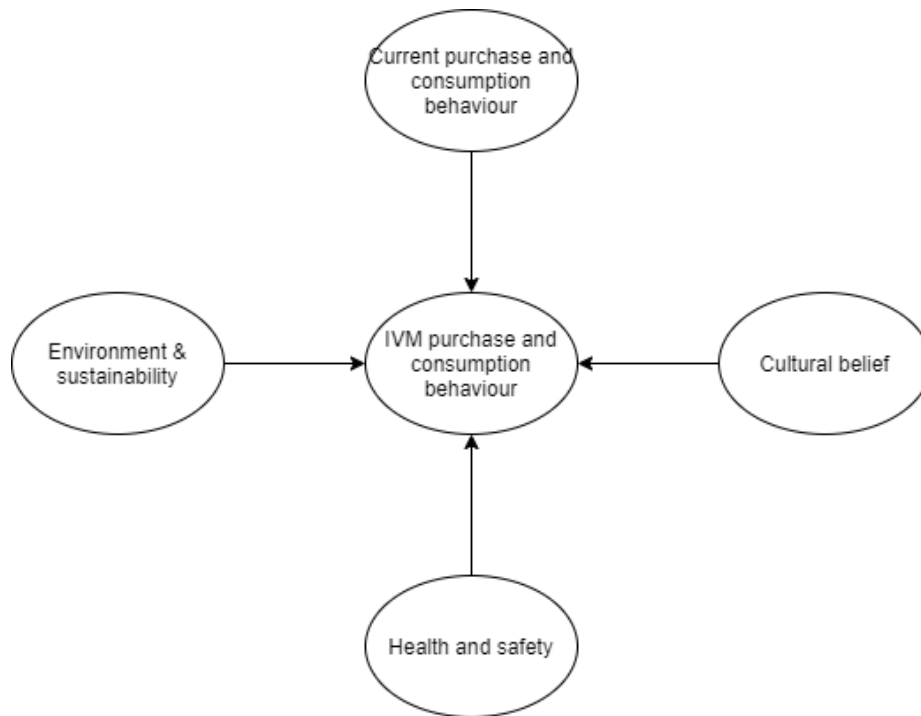 Current purchase and
consumption
behaviour
Environment &
sustainability
IVM purchase and
consumption
behaviour
Cultural belief
Health and safety